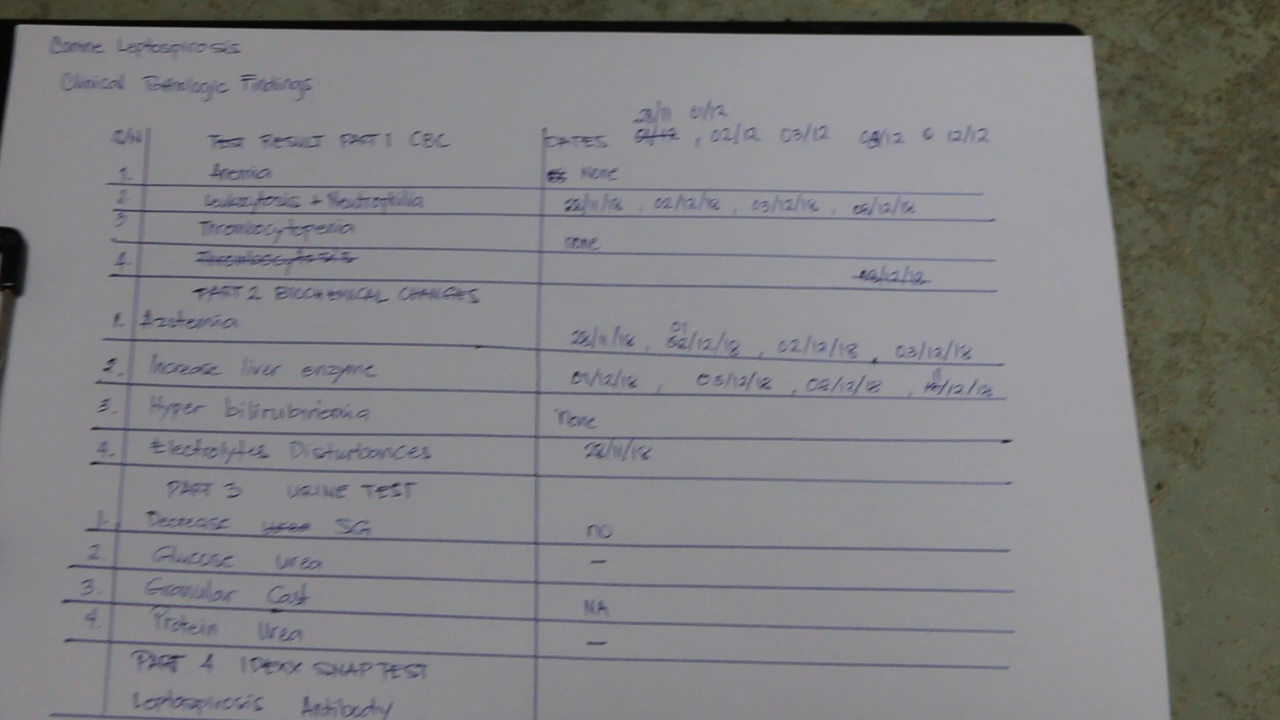 Canine Leptospirosis
Clinical Pathologic Findings
28/11 01/12
S/N TEST RESULT PART 1 CBC DATES 01/12 , 02/12 03/12 08/12 12/12
1. Anemia None
2. Leukocytosis + Neutrophilia 28/11/18 , 02/12/18 , 03/12/18 , 08/12/18
3 Thrombocytopenia none
4. Thrombocytosis 08/12/18
PART 2 BIOCHEMICAL CHANGES
1. Azotemia 28/11/18 , 01/12/18 , 02/12/18 , 03/12/18
2. Increase liver enzyme 01/12/18 , 03/12/18 , 08/12/18 , /12/18
3. Hyper bilirubinemia None
4. Electrolytes Disturbances 28/11/18
PART 3 URINE TEST
1. Decrease SG no
2. Glucose urea —
3. Granular Cast NA
4. Protein Urea —
PART 4 IDEXX SNAP TEST
Leptospirosis Antibody